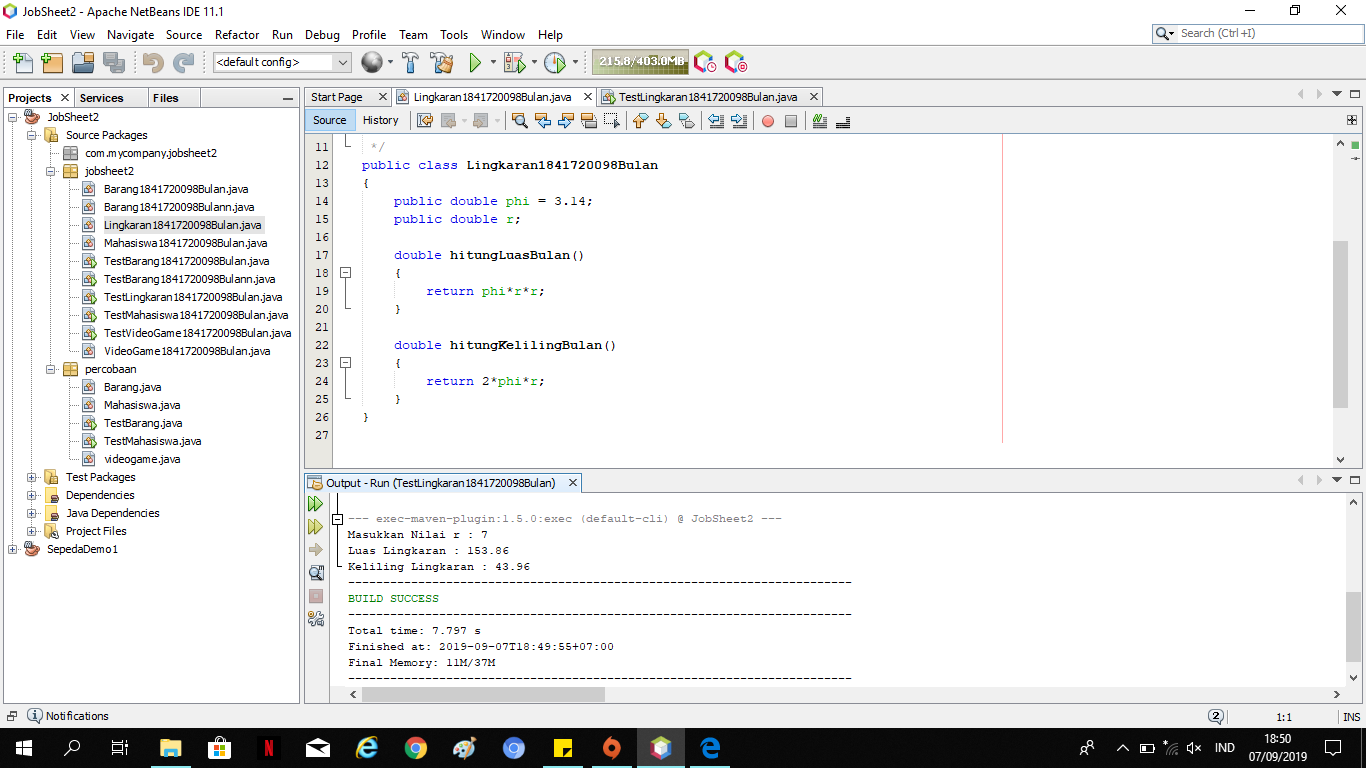 JobSheet2 - Apache NetBeans IDE 11.1
File Edit View Navigate Source Refactor Run Debug Profile Team Tools Window Help
Search (Ctrl+I)
<default config>
215.8/403.0MB
Projects
Services
Files
JobSheet2
Source Packages
com.mycompany.jobsheet2
jobsheet2
Barang1841720098Bulan.java
Barang1841720098Bulann.java
Lingkaran1841720098Bulan.java
Mahasiswa1841720098Bulan.java
TestBarang1841720098Bulan.java
TestBarang1841720098Bulann.java
TestLingkaran1841720098Bulan.java
TestMahasiswa1841720098Bulan.java
TestVideoGame1841720098Bulan.java
VideoGame1841720098Bulan.java
percobaan
Barang.java
Mahasiswa.java
TestBarang.java
TestMahasiswa.java
videogame.java
Test Packages
Dependencies
Java Dependencies
Project Files
SepedaDemo1
Start Page
Lingkaran1841720098Bulan.java
TestLingkaran1841720098Bulan.java
Source History
11 */
12 public class Lingkaran1841720098Bulan
13 {
14 public double phi = 3.14;
15 public double r;
16
17 double hitungLuasBulan()
18 {
19 return phi*r*r;
20 }
21
22 double hitungKelilingBulan()
23 {
24 return 2*phi*r;
25 }
26 }
27
Output - Run (TestLingkaran1841720098Bulan)
--- exec-maven-plugin:1.5.0:exec (default-cli) @ JobSheet2 ---
Masukkan Nilai r : 7
Luas Lingkaran : 153.86
Keliling Lingkaran : 43.96
------------------------------------------------------------------------
BUILD SUCCESS
------------------------------------------------------------------------
Total time: 7.797 s
Finished at: 2019-09-07T18:49:55+07:00
Final Memory: 11M/37M
------------------------------------------------------------------------
Notifications
2
1:1
INS
IND
18:50
07/09/2019